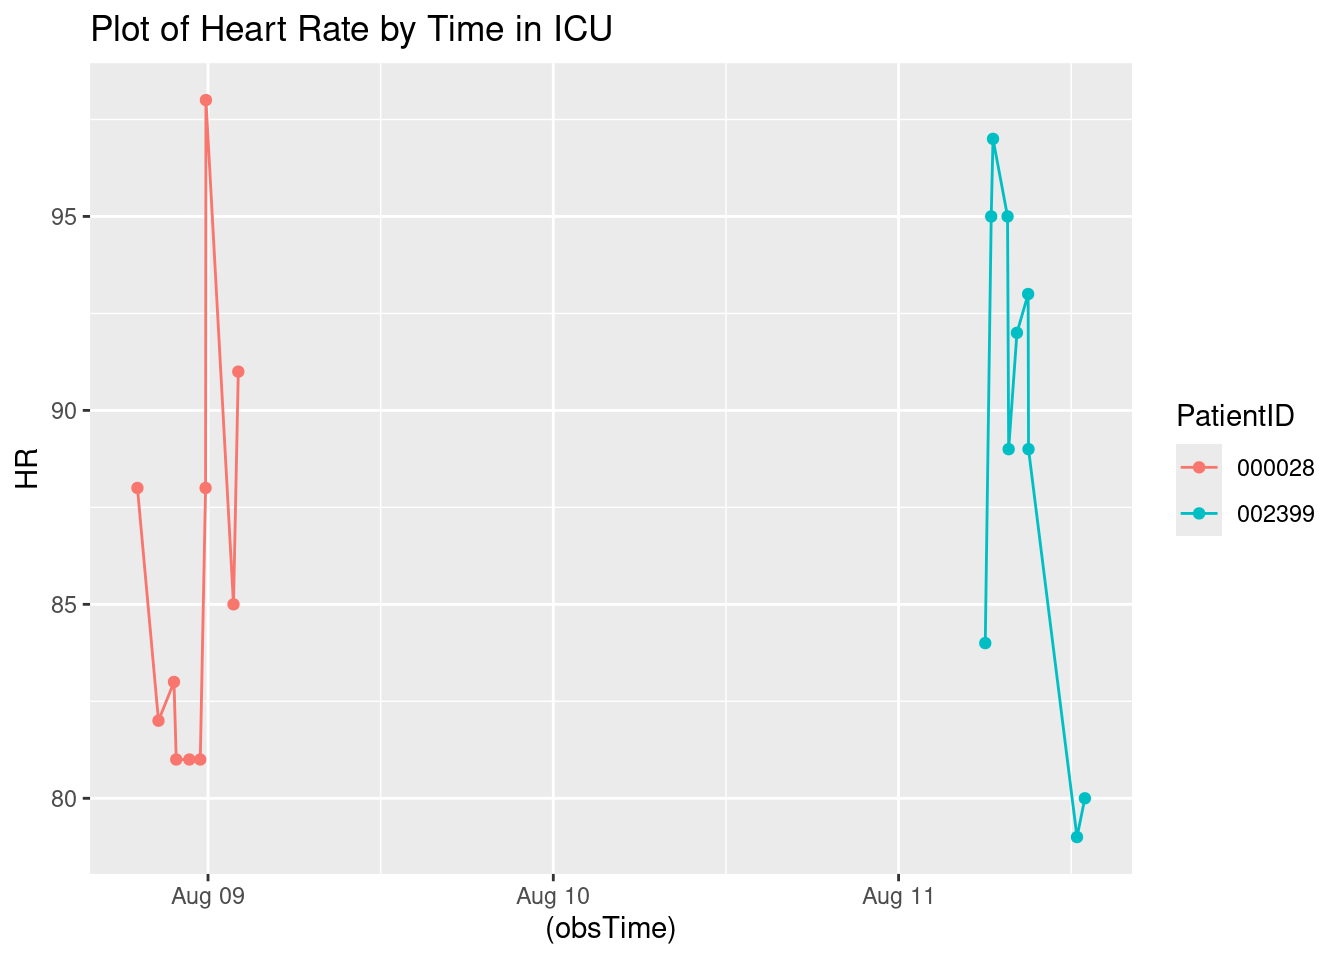 Plot of Heart Rate by Time in ICU
95
90
85
80
HR
Aug 09
Aug 10
Aug 11
(obsTime)
PatientID
000028
002399